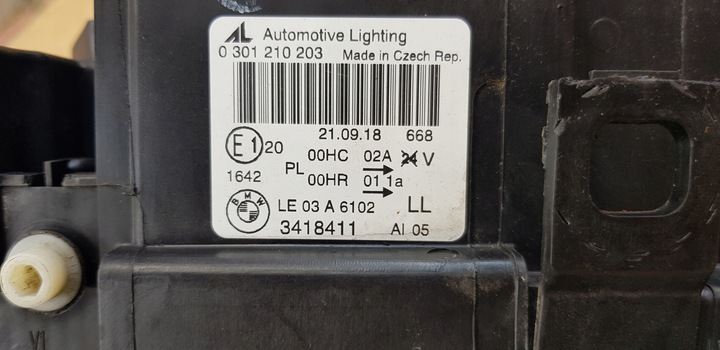 AL Automotive Lighting
0 301 210 203 Made in Czech Rep.
21.09.18 668
E1 20 00HC 02A 24 V
PL
1642 00HR 01 1a
BMW LE 03 A 6102 LL
3418411 AI 05
V1